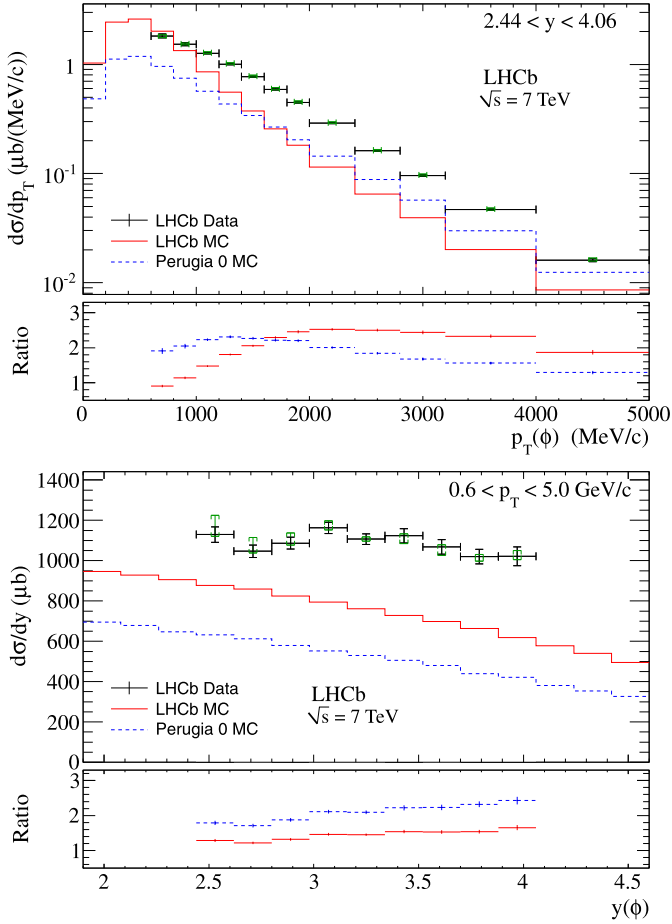 2.44 < y < 4.06
LHCb
√s = 7 TeV
dσ/dp_T (μb/(MeV/c))
1
10⁻¹
10⁻²
LHCb Data
LHCb MC
Perugia 0 MC
Ratio
3
2
1
0 1000 2000 3000 4000 5000
p_T(ϕ) (MeV/c)
0.6 < p_T < 5.0 GeV/c
dσ/dy (μb)
1400
1200
1000
800
600
400
200
0
LHCb
√s = 7 TeV
LHCb Data
LHCb MC
Perugia 0 MC
Ratio
3
2
1
2 2.5 3 3.5 4 4.5
y(ϕ)